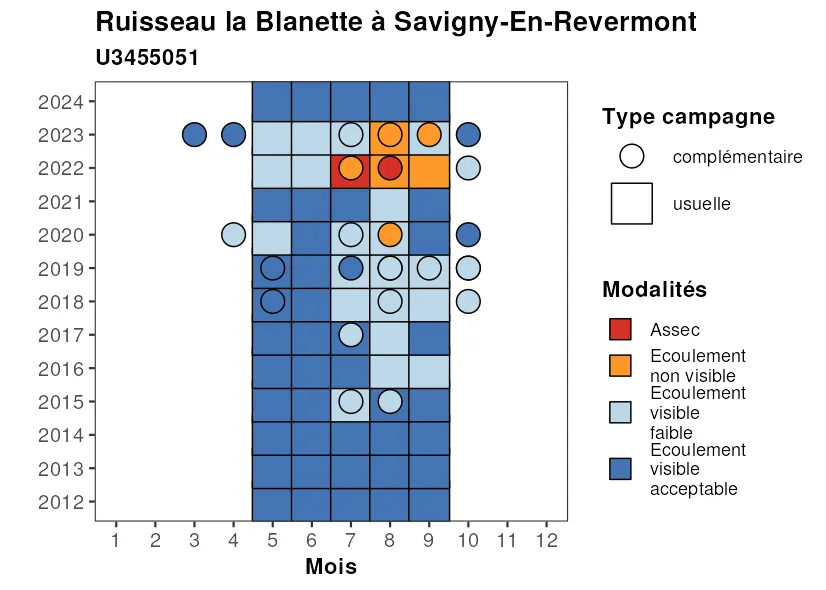 Ruisseau la Blanette à Savigny-En-Revermont
U3455051
2024
2023
2022
2021
2020
2019
2018
2017
2016
2015
2014
2013
2012
1 2 3 4 5 6 7 8 9 10 11 12
Mois
Type campagne
complémentaire
usuelle
Modalités
Assec
Ecoulement
non visible
Ecoulement
visible
faible
Ecoulement
visible
acceptable